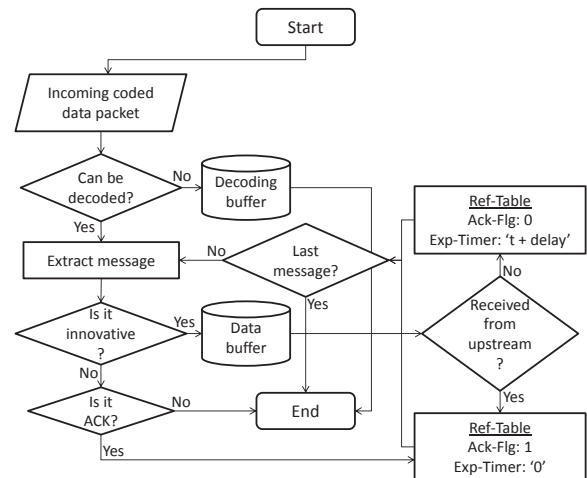 Start
Incoming coded
data packet
Can be
decoded?
No
Decoding
buffer
Yes
Ref-Table
Ack-Flg: 0
Exp-Timer: ‘t + delay’
Extract message
No
Last
message?
Yes
No
Is it
innovative
?
Yes
Data
buffer
Received
from
upstream
?
No
Yes
Is it
ACK?
No
End
Yes
Ref-Table
Ack-Flg: 1
Exp-Timer: ‘0’